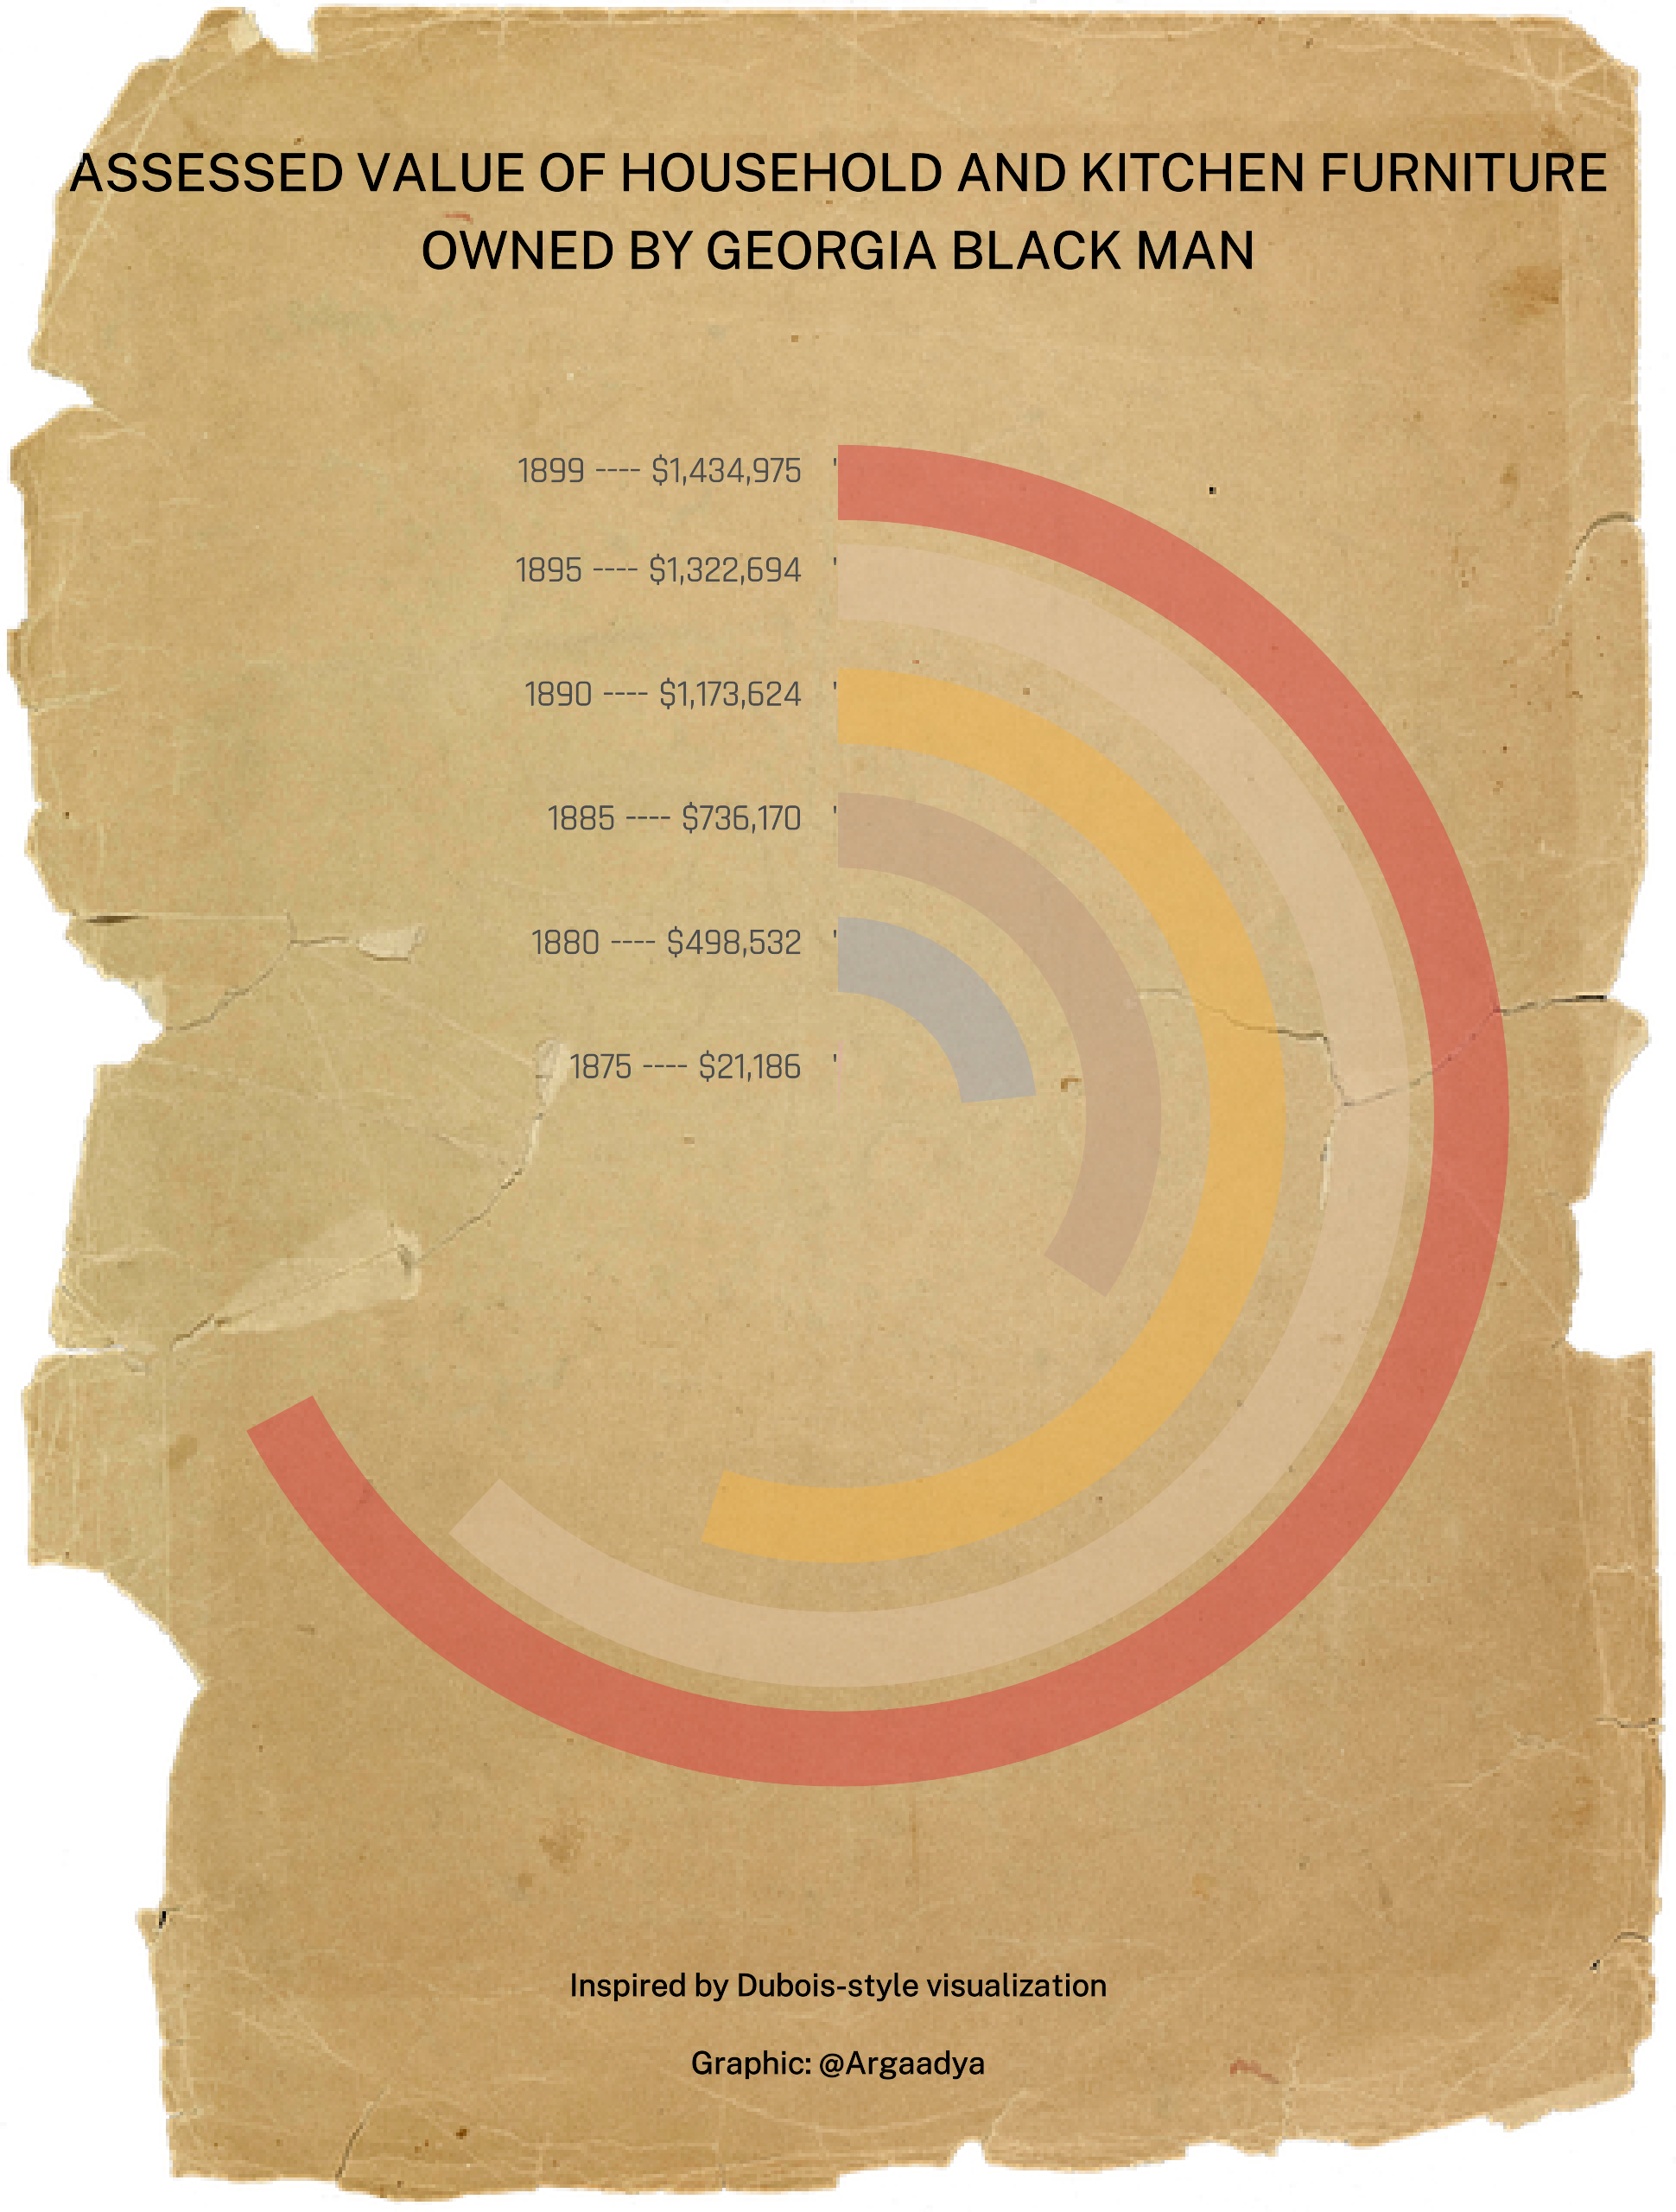 ASSESSED VALUE OF HOUSEHOLD AND KITCHEN FURNITURE
OWNED BY GEORGIA BLACK MAN
1899 ---- $1,434,975
1895 ---- $1,322,694
1890 ---- $1,173,624
1885 ---- $736,170
1880 ---- $498,532
1875 ---- $21,186
Inspired by Dubois-style visualization
Graphic: @Argaadya